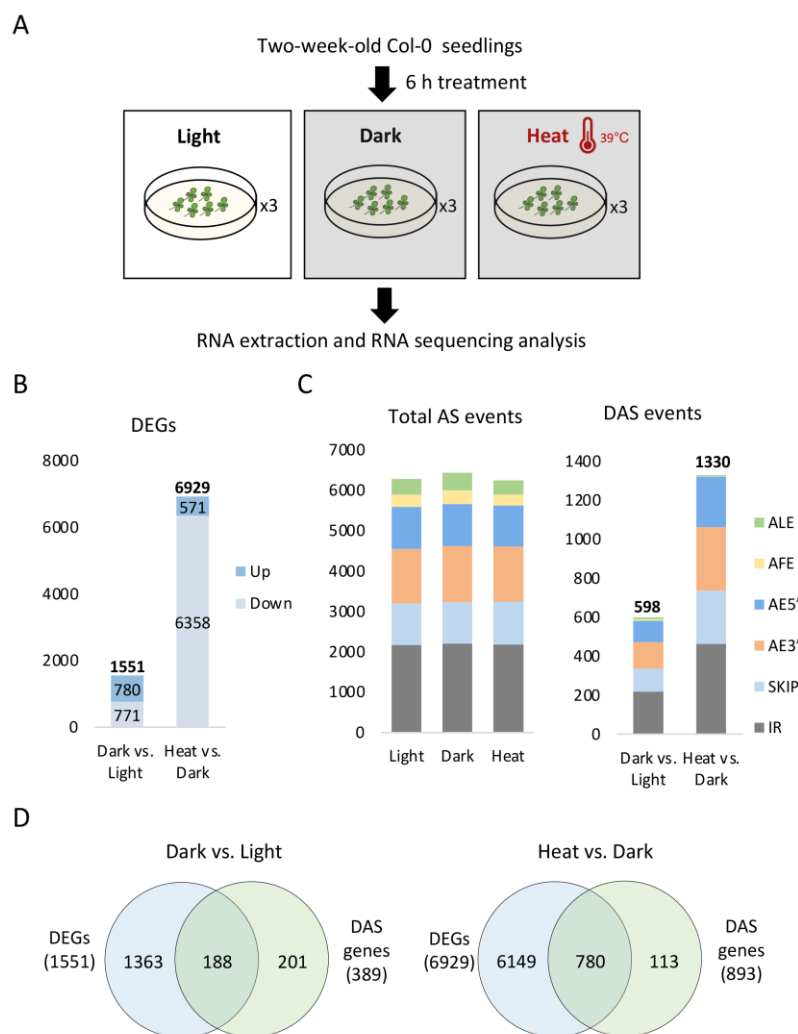 A
Two-week-old Col-0 seedlings
6 h treatment
Light
Dark
Heat
39°C
x3
x3
x3
RNA extraction and RNA sequencing analysis
B
DEGs
8000
6000
4000
2000
0
1551
780
771
6929
571
6358
Dark vs.
Light
Heat vs.
Dark
Up
Down
C
Total AS events
7000
6000
5000
4000
3000
2000
1000
0
Light
Dark
Heat
DAS events
1400
1200
1000
800
600
400
200
0
598
1330
Dark vs.
Light
Heat vs.
Dark
ALE
AFE
AE5'
AE3'
SKIP
IR
D
Dark vs. Light
DEGs
(1551)
1363
188
201
DAS
genes
(389)
Heat vs. Dark
DEGs
(6929)
6149
780
113
DAS
genes
(893)